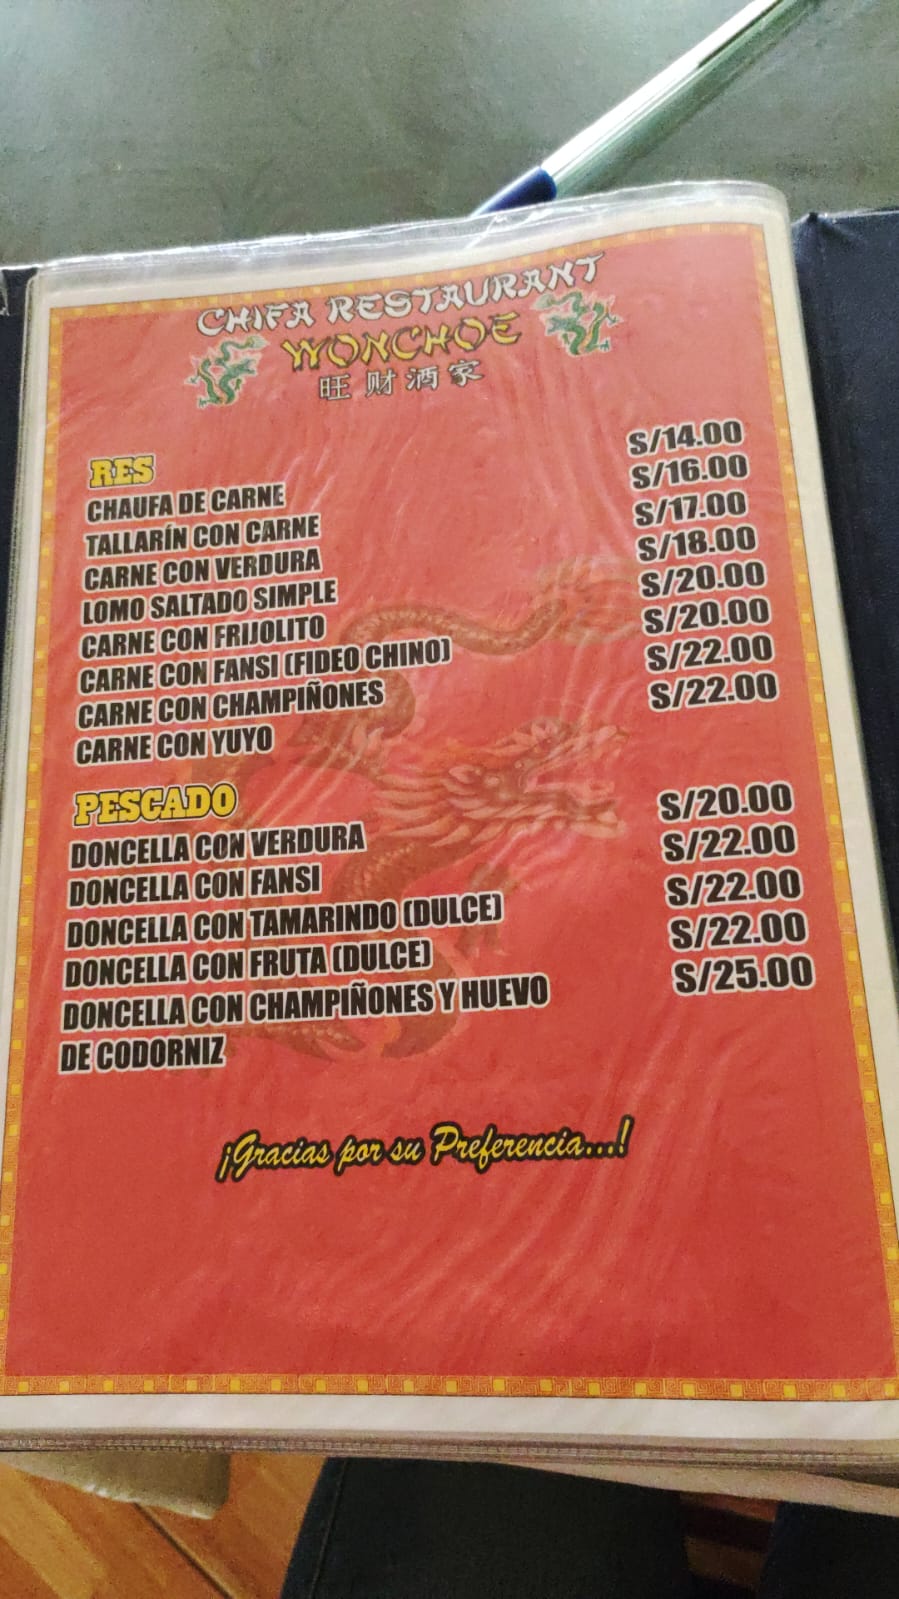 CHIFA RESTAURANT
WONCHOE
旺财酒家
RES
CHAUFA DE CARNE S/14.00
TALLARÍN CON CARNE S/16.00
CARNE CON VERDURA S/17.00
LOMO SALTADO SIMPLE S/18.00
CARNE CON FRIJOLITO S/20.00
CARNE CON FANSI (FIDEO CHINO) S/20.00
CARNE CON CHAMPIÑONES S/22.00
CARNE CON YUYO S/22.00
PESCADO
DONCELLA CON VERDURA S/20.00
DONCELLA CON FANSI S/22.00
DONCELLA CON TAMARINDO (DULCE) S/22.00
DONCELLA CON FRUTA (DULCE) S/22.00
DONCELLA CON CHAMPIÑONES Y HUEVO S/25.00
DE CODORNIZ
¡Gracias por su Preferencia...!